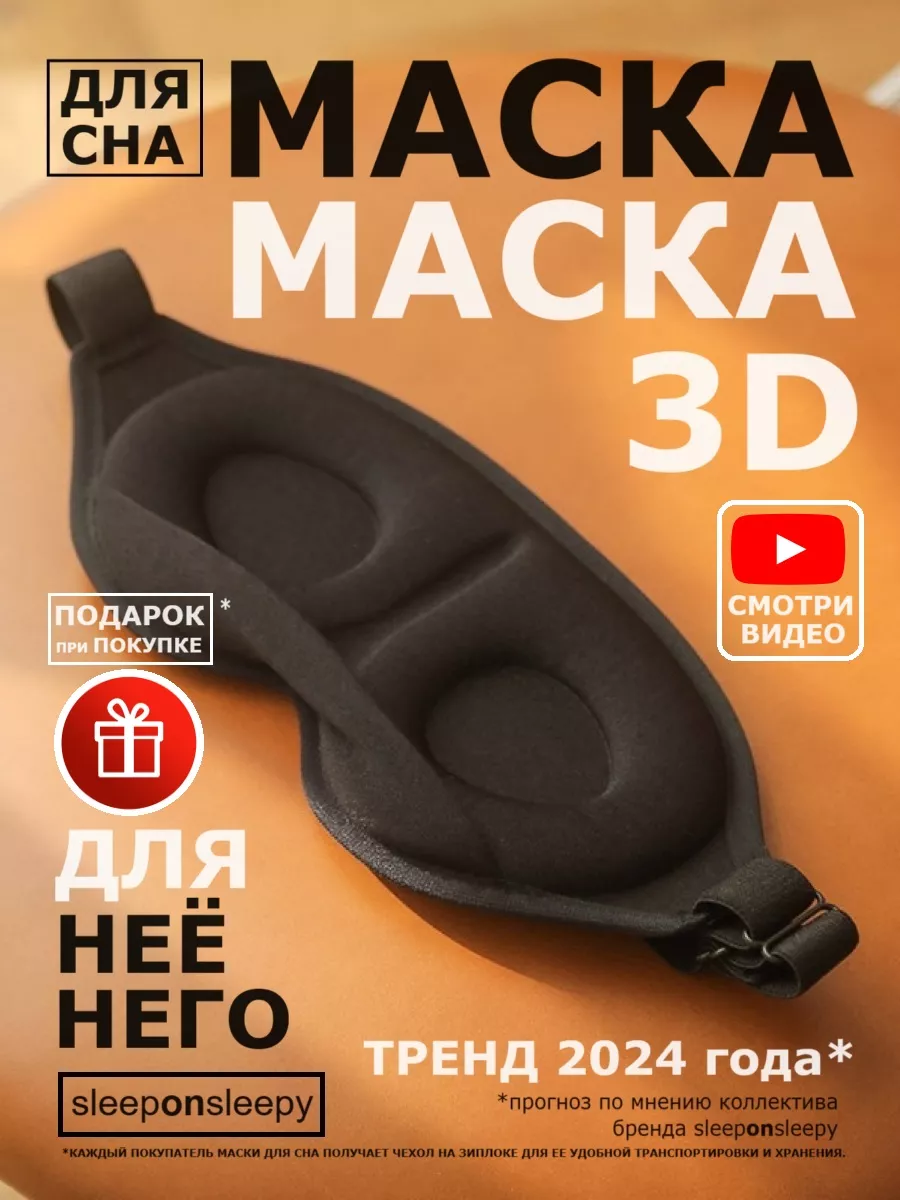 ДЛЯ
СНА
МАСКА
МАСКА
3D
СМОТРИ
ВИДЕО
ПОДАРОК *
ПРИ ПОКУПКЕ
ДЛЯ
НЕЁ
НЕГО
sleeponsleepy
ТРЕНД 2024 года*
*прогноз по мнению коллектива
бренда sleeponsleepy
*КАЖДЫЙ ПОКУПАТЕЛЬ МАСКИ ДЛЯ СНА ПОЛУЧАЕТ ЧЕХОЛ НА ЗИПЛОКЕ ДЛЯ ЕЕ УДОБНОЙ ТРАНСПОРТИРОВКИ И ХРАНЕНИЯ.